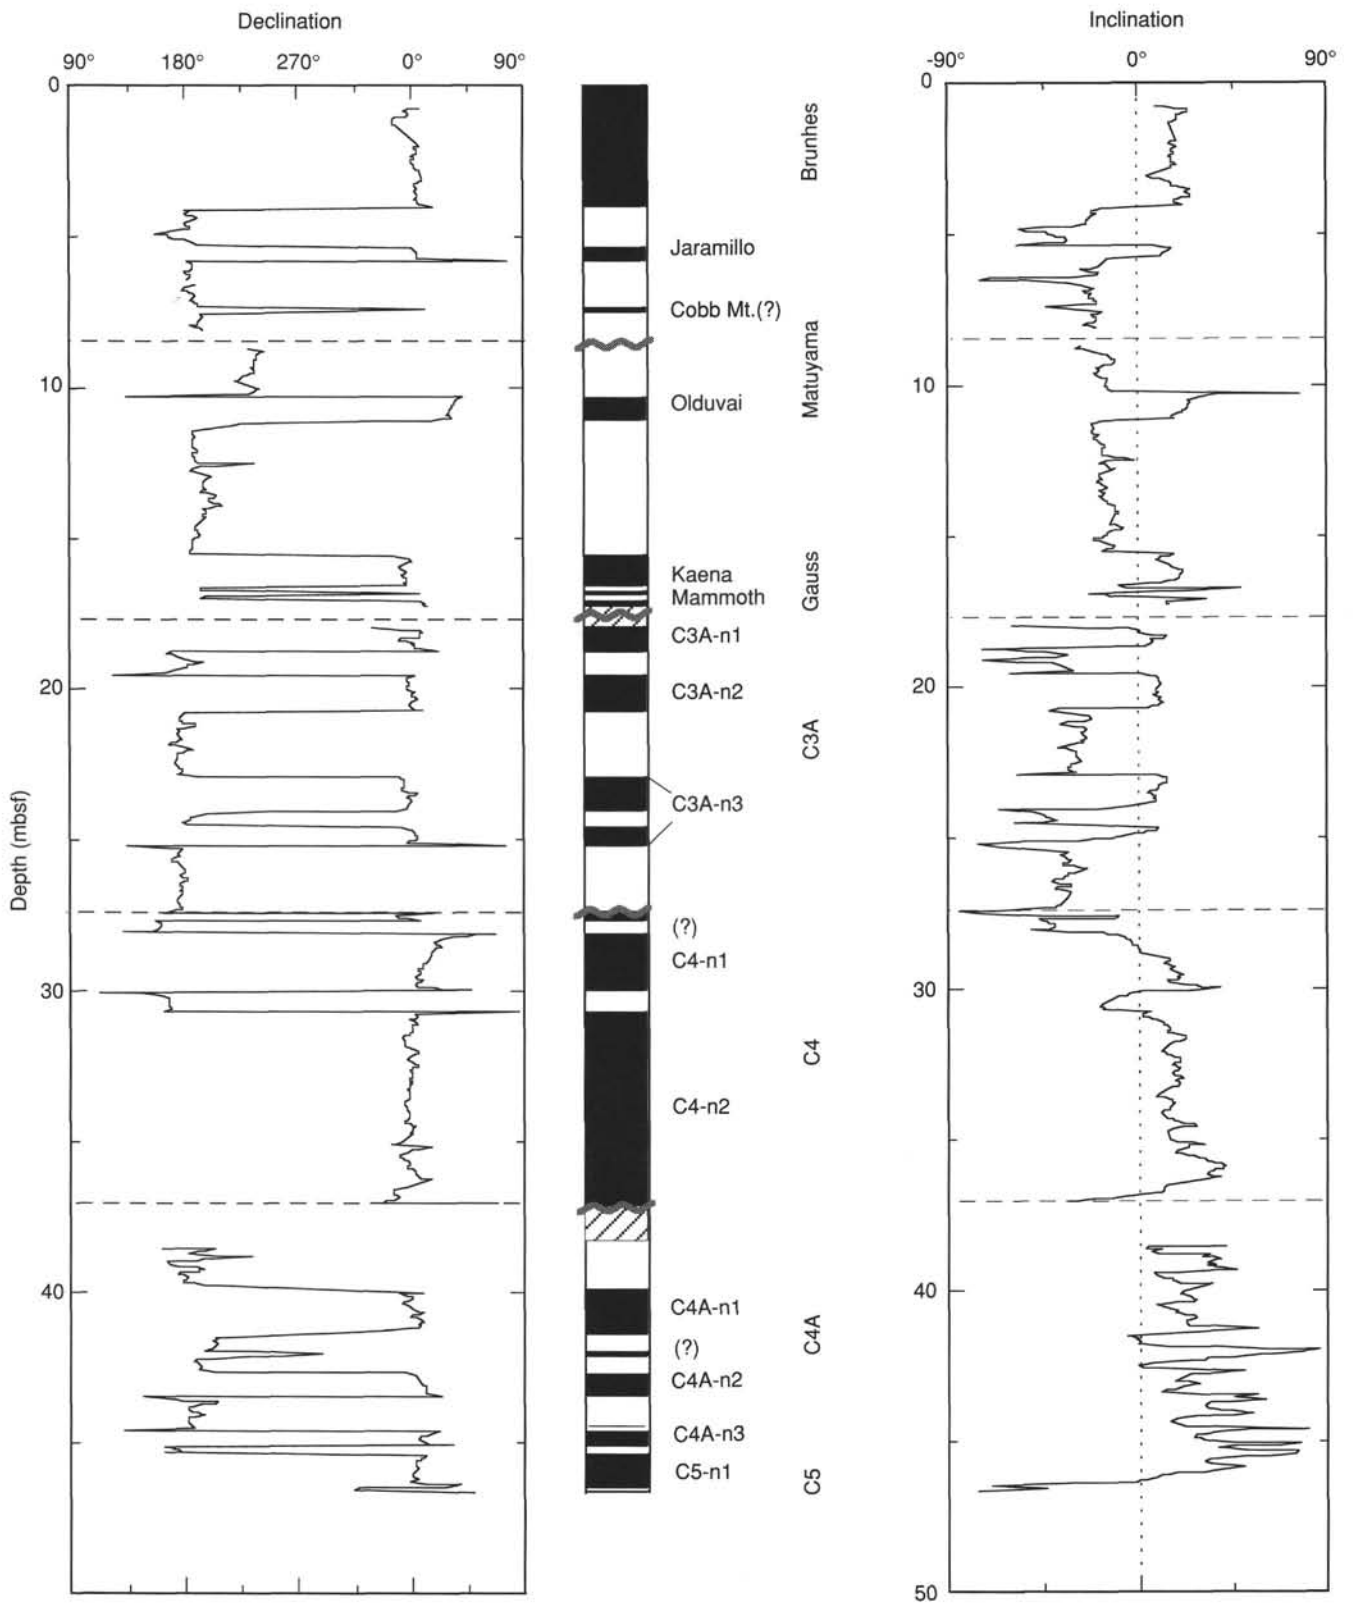 Declination
Inclination
90° 180° 270° 0° 90°
-90° 0° 90°
0
0
Brunhes
Jaramillo
Cobb Mt.(?)
Matuyama
10
10
Olduvai
Gauss
Kaena
Mammoth
C3A-n1
20
20
C3A-n2
C3A
C3A-n3
Depth (mbsf)
(?)
C4-n1
30
30
C4
C4-n2
40
40
C4A-n1
C4A
(?)
C4A-n2
C4A-n3
C5-n1
C5
50